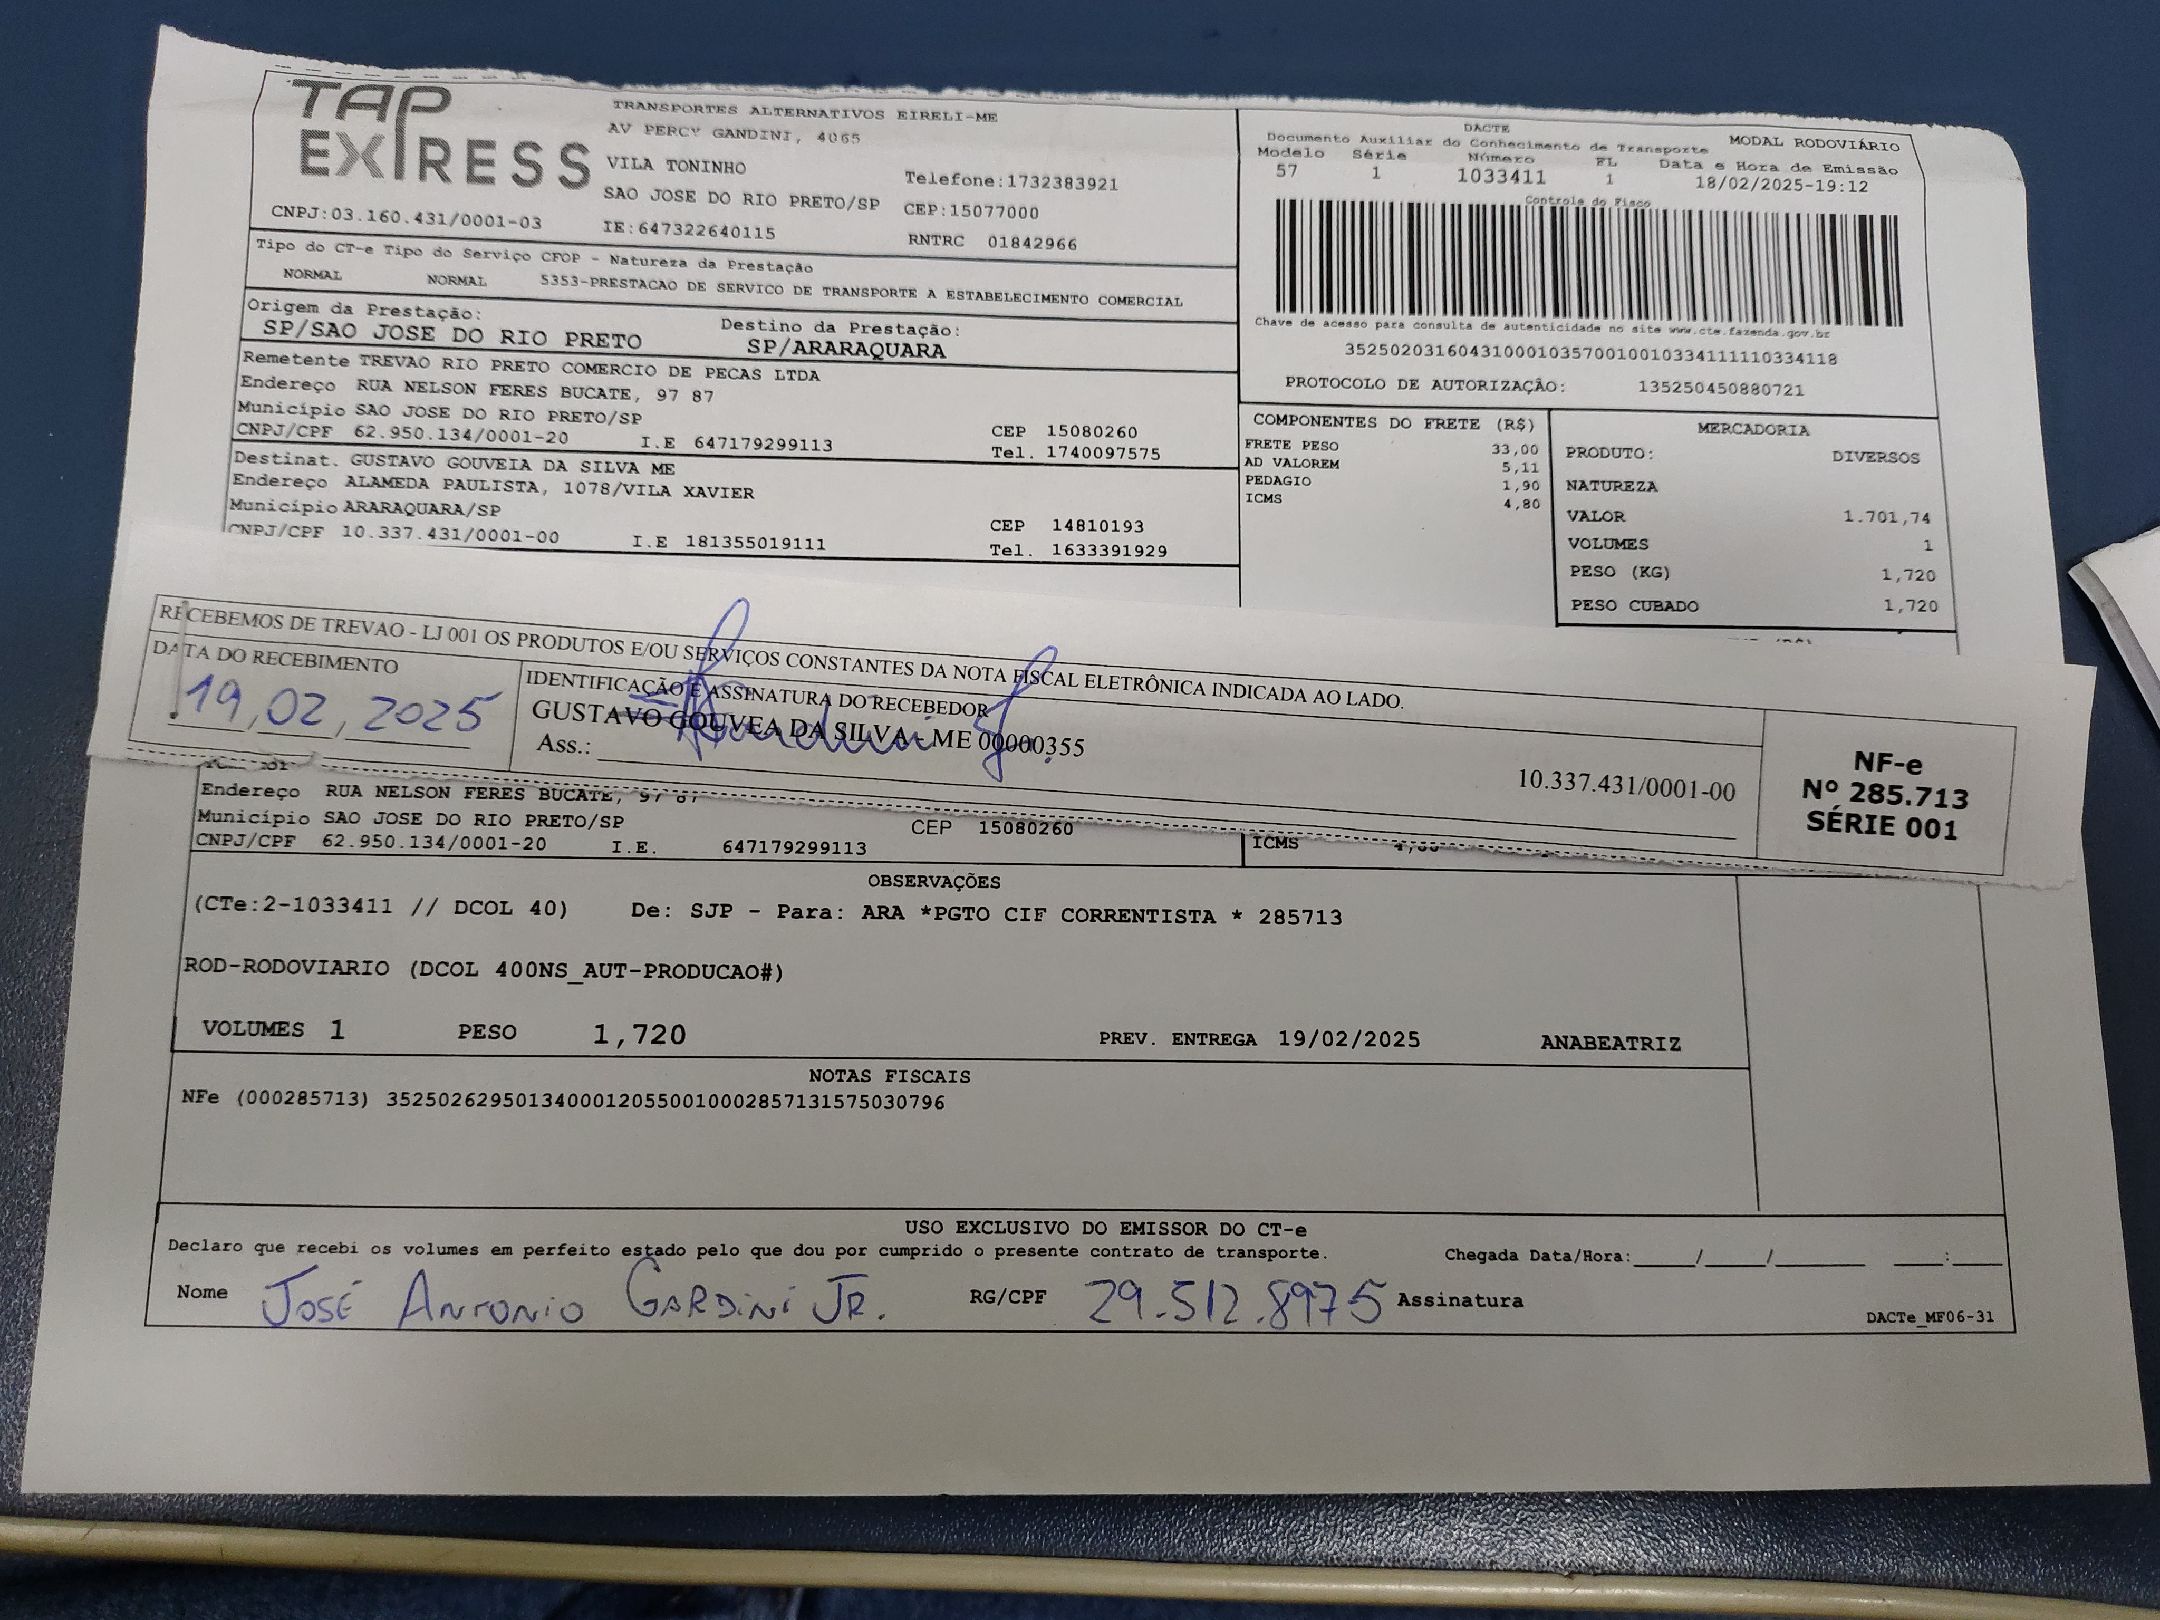 TAP
EXPRESS
TRANSPORTES ALTERNATIVOS EIRELI-ME
AV PERCY GANDINI, 4065
VILA TONINHO
Telefone:1732383921
SAO JOSE DO RIO PRETO/SP CEP:15077000
CNPJ:03.160.431/0001-03 IE:647322640115 RNTRC 01842966
DACTE MODAL RODOVIÁRIO
Documento Auxiliar do Conhecimento de Transporte
Modelo Série Número FL Data e Hora de Emissão
57 1 1033411 1 18/02/2025-19:12
Controle do Fisco
Tipo do CT-e Tipo do Serviço CFOP - Natureza da Prestação
NORMAL NORMAL 5353-PRESTACAO DE SERVICO DE TRANSPORTE A ESTABELECIMENTO COMERCIAL
Origem da Prestação: Destino da Prestação:
SP/SAO JOSE DO RIO PRETO SP/ARARAQUARA
Chave de acesso para consulta de autenticidade no site www.cte.fazenda.gov.br
35250203160431000103570010010334111110334118
PROTOCOLO DE AUTORIZAÇÃO: 135250450880721
Remetente TREVAO RIO PRETO COMERCIO DE PECAS LTDA
Endereço RUA NELSON FERES BUCATE, 97 87
Município SAO JOSE DO RIO PRETO/SP CEP 15080260
CNPJ/CPF 62.950.134/0001-20 I.E 647179299113 Tel. 1740097575
Destinat. GUSTAVO GOUVEIA DA SILVA ME
Endereço ALAMEDA PAULISTA, 1078/VILA XAVIER
Município ARARAQUARA/SP CEP 14810193
CNPJ/CPF 10.337.431/0001-00 I.E 181355019111 Tel. 1633391929
COMPONENTES DO FRETE (R$)
FRETE PESO 33,00
AD VALOREM 5,11
PEDAGIO 1,90
ICMS 4,80
MERCADORIA
PRODUTO: DIVERSOS
NATUREZA
VALOR 1.701,74
VOLUMES 1
PESO (KG) 1,720
PESO CUBADO 1,720
RECEBEMOS DE TREVAO - LJ 001 OS PRODUTOS E/OU SERVIÇOS CONSTANTES DA NOTA FISCAL ELETRÔNICA INDICADA AO LADO.
DATA DO RECEBIMENTO
19,02,2025
IDENTIFICAÇÃO E ASSINATURA DO RECEBEDOR
GUSTAVO GOUVEA DA SILVA - ME 00000355
Ass.:
10.337.431/0001-00
NF-e
Nº 285.713
SÉRIE 001
Endereço RUA NELSON FERES BUCATE, 97 87
Município SAO JOSE DO RIO PRETO/SP CEP 15080260
CNPJ/CPF 62.950.134/0001-20 I.E. 647179299113
ICMS
OBSERVAÇÕES
(CTe:2-1033411 // DCOL 40) De: SJP - Para: ARA *PGTO CIF CORRENTISTA * 285713
ROD-RODOVIARIO (DCOL 400NS_AUT-PRODUCAO#)
VOLUMES 1 PESO 1,720 PREV. ENTREGA 19/02/2025 ANABEATRIZ
NOTAS FISCAIS
NFe (000285713) 35250262950134000120550010002857131575030796
USO EXCLUSIVO DO EMISSOR DO CT-e
Declaro que recebi os volumes em perfeito estado pelo que dou por cumprido o presente contrato de transporte. Chegada Data/Hora:____/____/______ ___:___
Nome JOSÉ ANTONIO GARDINI JR. RG/CPF 29.512.8975 Assinatura
DACTe_MF06-31